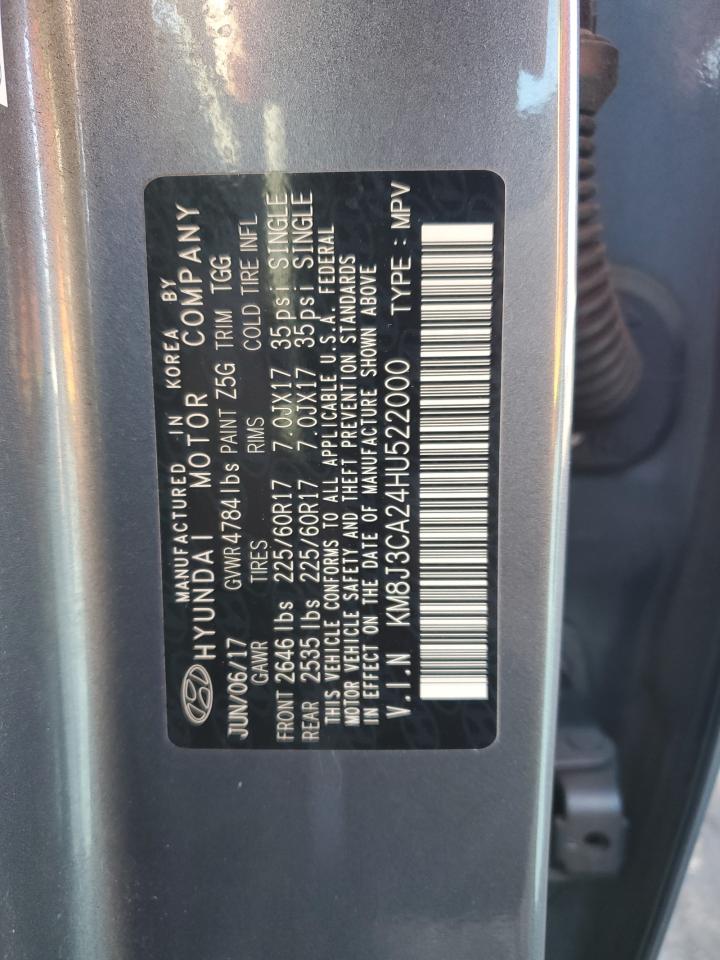 MANUFACTURED IN KOREA BY
HYUNDAI MOTOR COMPANY
JUN/06/17 GVWR 4784 lbs PAINT Z5G TRIM TGG
GAWR TIRES RIMS COLD TIRE INFL
FRONT 2646 lbs 225/60R17 7.0JX17 35psi SINGLE
REAR 2535 lbs 225/60R17 7.0JX17 35psi SINGLE
THIS VEHICLE CONFORMS TO ALL APPLICABLE U.S.A. FEDERAL
MOTOR VEHICLE SAFETY AND THEFT PREVENTION STANDARDS
IN EFFECT ON THE DATE OF MANUFACTURE SHOWN ABOVE
V.I.N KM8J3CA24HU522000 TYPE : MPV